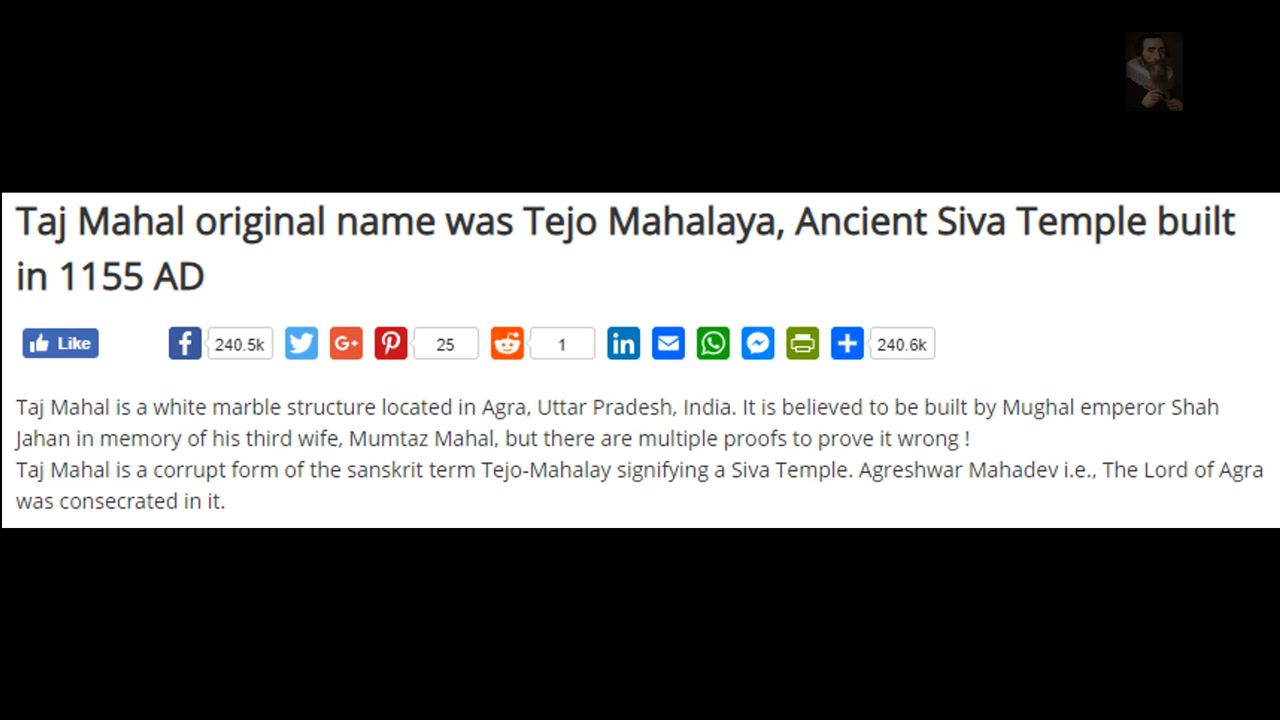 Taj Mahal original name was Tejo Mahalaya, Ancient Siva Temple built
in 1155 AD
Like 240.5k G+ 25 1 in 240.6k
Taj Mahal is a white marble structure located in Agra, Uttar Pradesh, India. It is believed to be built by Mughal emperor Shah
Jahan in memory of his third wife, Mumtaz Mahal, but there are multiple proofs to prove it wrong !
Taj Mahal is a corrupt form of the sanskrit term Tejo-Mahalay signifying a Siva Temple. Agreshwar Mahadev i.e., The Lord of Agra
was consecrated in it.